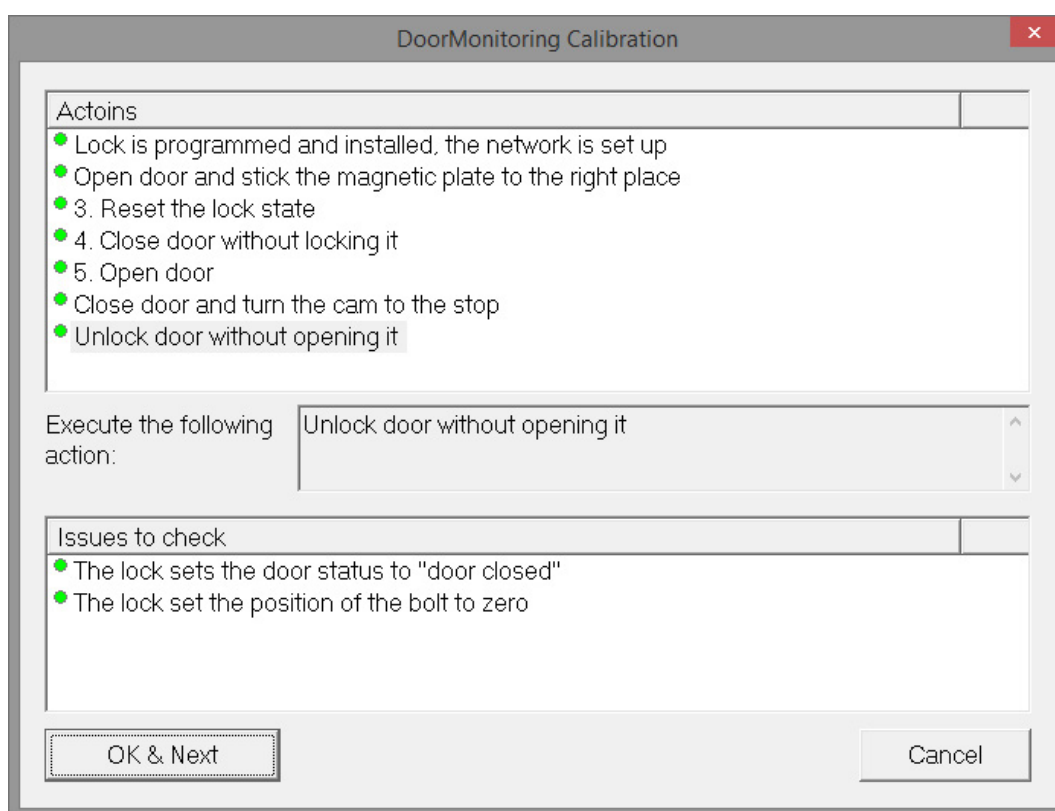 DoorMonitoring Calibration
Actoins
Lock is programmed and installed, the network is set up
Open door and stick the magnetic plate to the right place
3. Reset the lock state
4. Close door without locking it
5. Open door
Close door and turn the cam to the stop
Unlock door without opening it
Execute the following
action:
Unlock door without opening it
Issues to check
The lock sets the door status to "door closed"
The lock set the position of the bolt to zero
OK & Next
Cancel